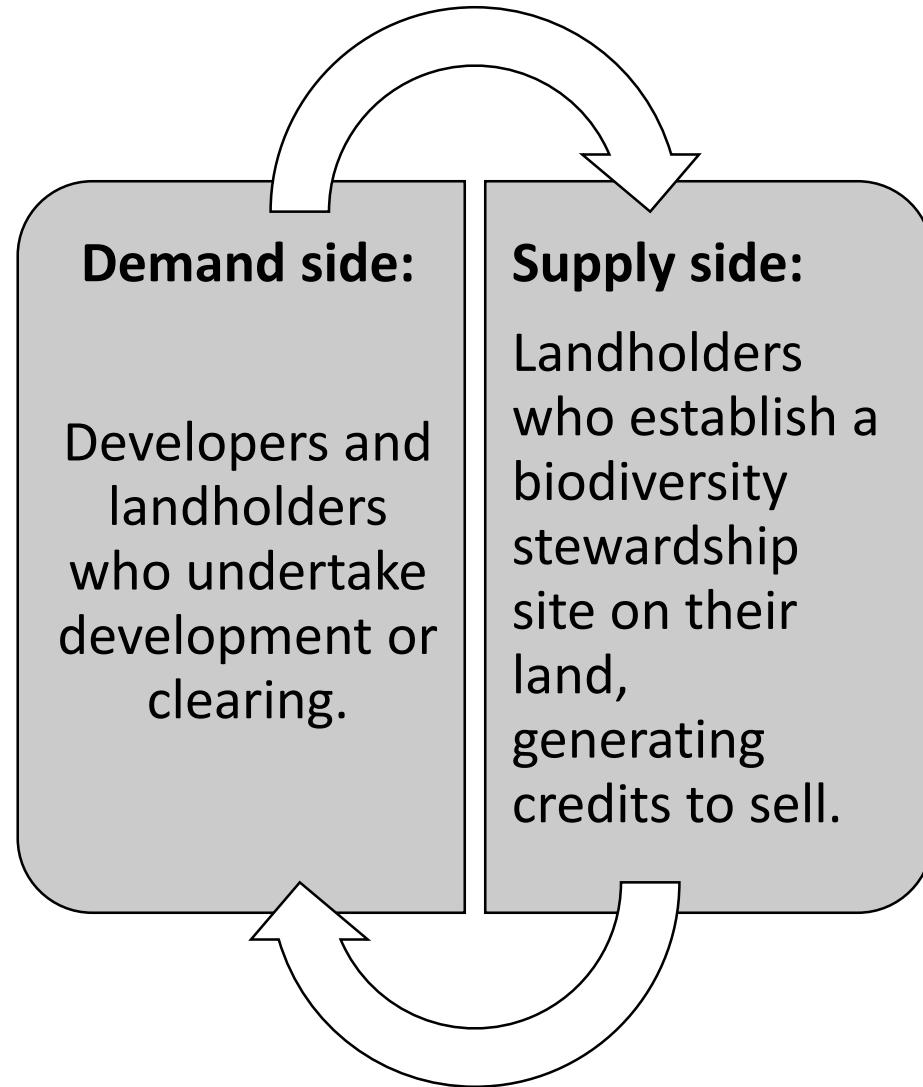 Demand side:
Developers and
landholders
who undertake
development or
clearing.
Supply side:
Landholders
who establish a
biodiversity
stewardship
site on their
land,
generating
credits to sell.